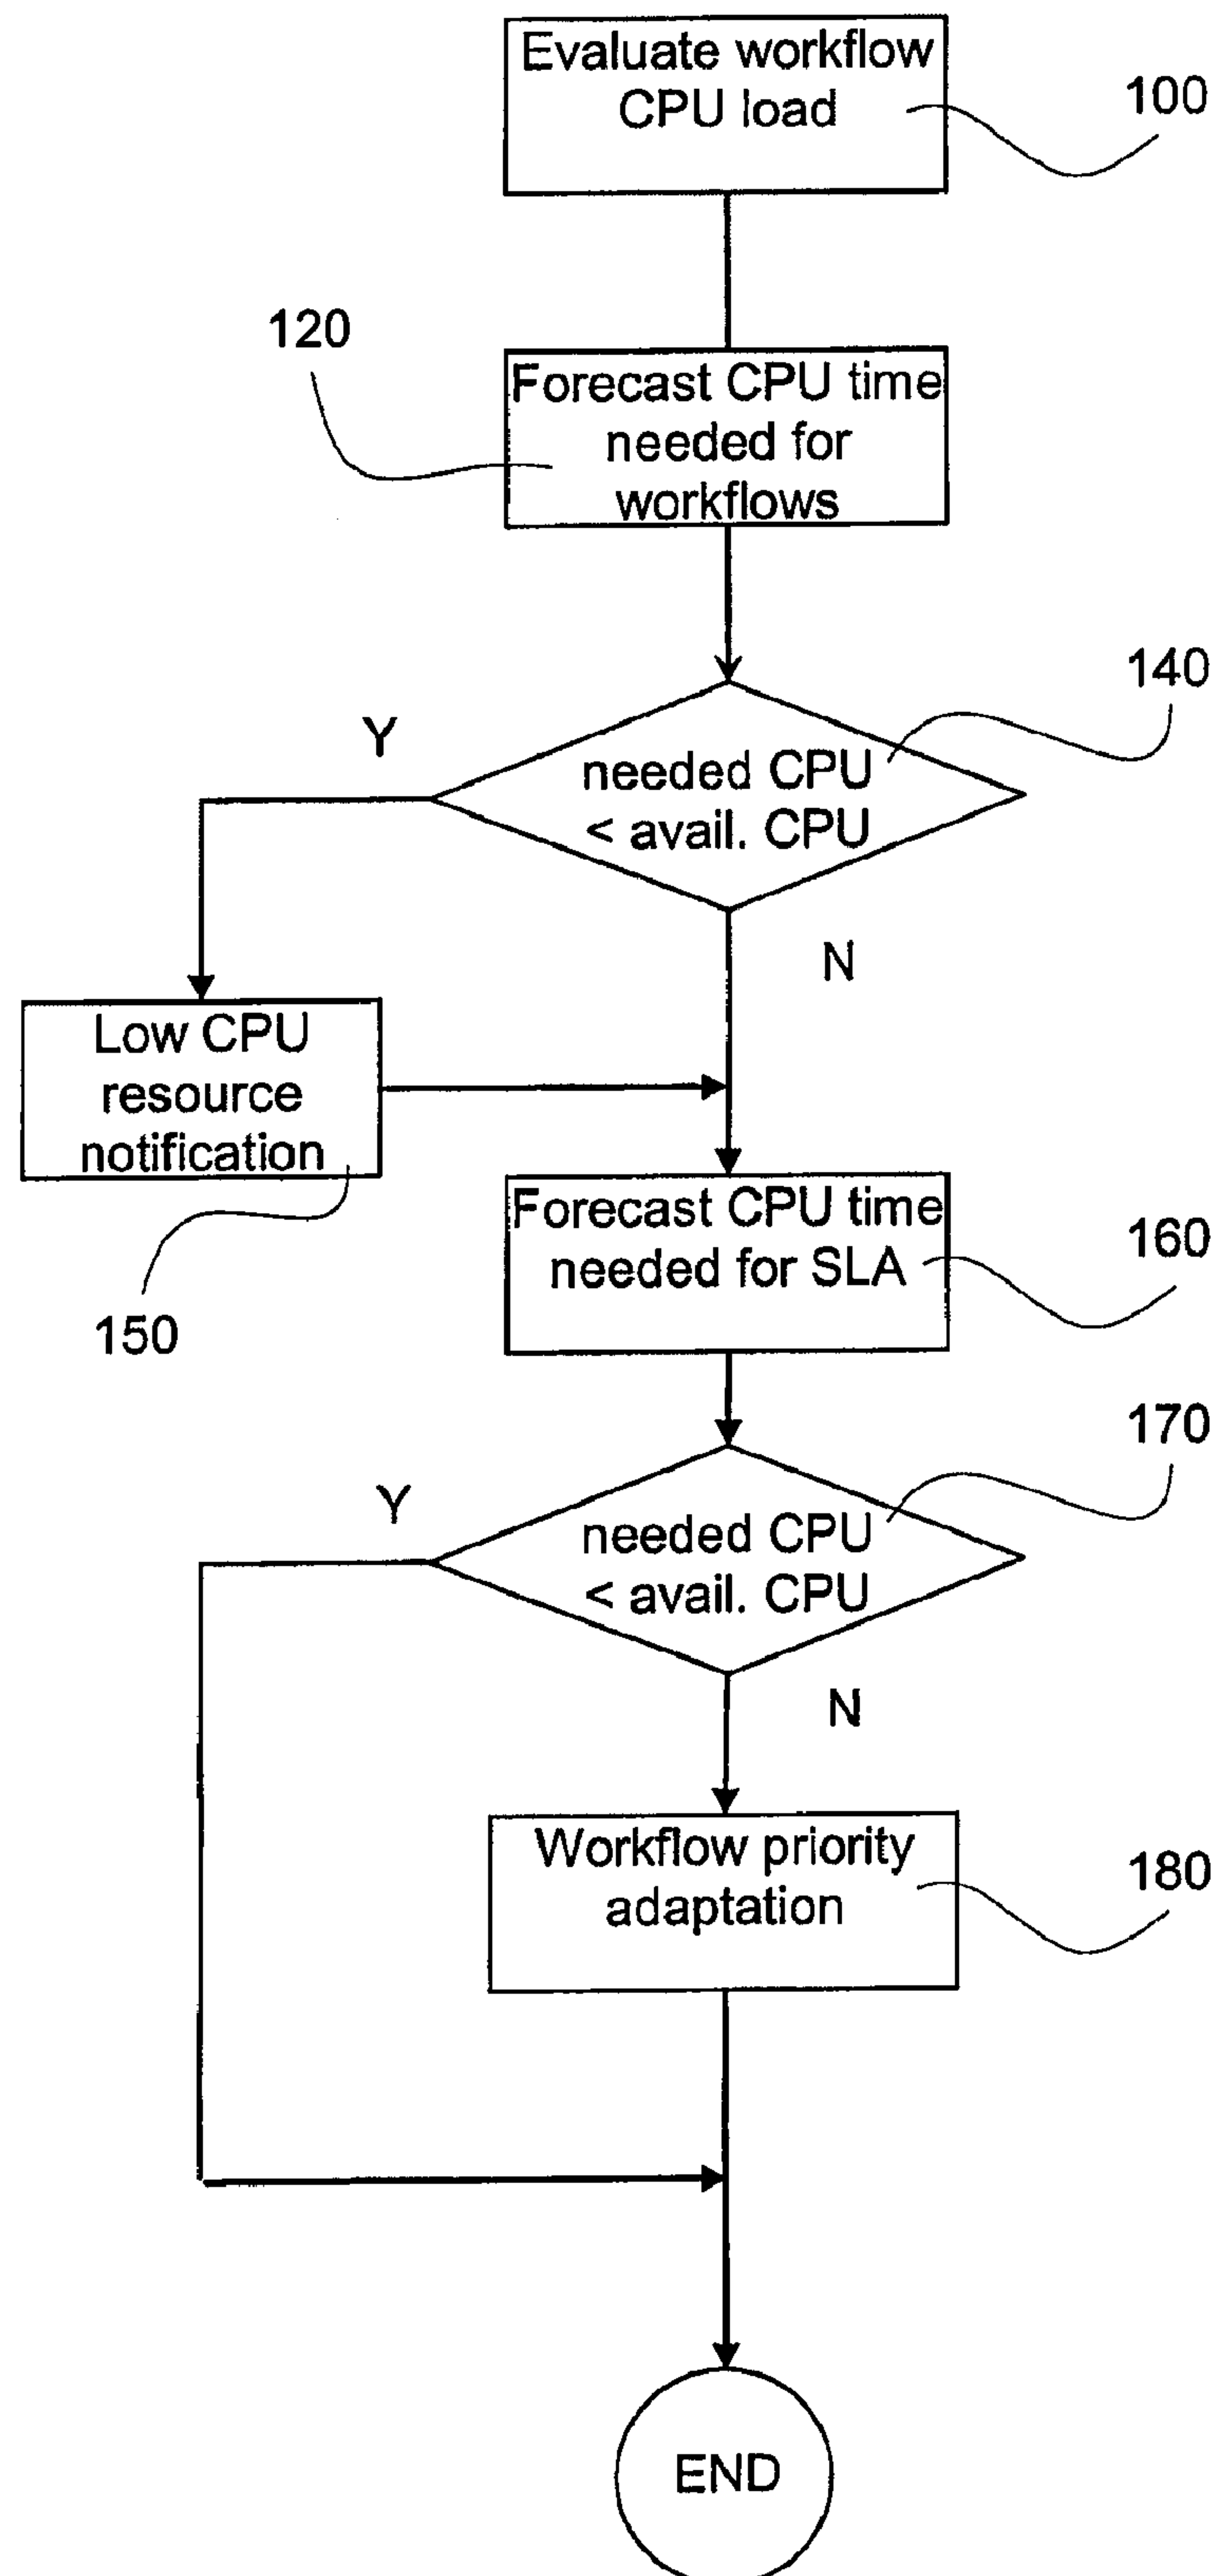 Evaluate workflow
CPU load
100
120
Forecast CPU time
needed for
workflows
140
Y
needed CPU
< avail. CPU
N
Low CPU
resource
notification
150
Forecast CPU time
needed for SLA
160
170
Y
needed CPU
< avail. CPU
N
Workflow priority
adaptation
180
END